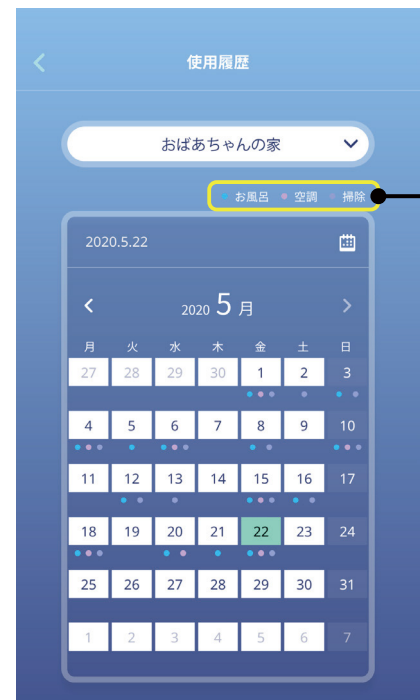 使用履歴
おばあちゃんの家
お風呂 空調 掃除
2020.5.22
2020 5 月
月 火 水 木 金 土 日
27 28 29 30 1 2 3
4 5 6 7 8 9 10
11 12 13 14 15 16 17
18 19 20 21 22 23 24
25 26 27 28 29 30 31
1 2 3 4 5 6 7